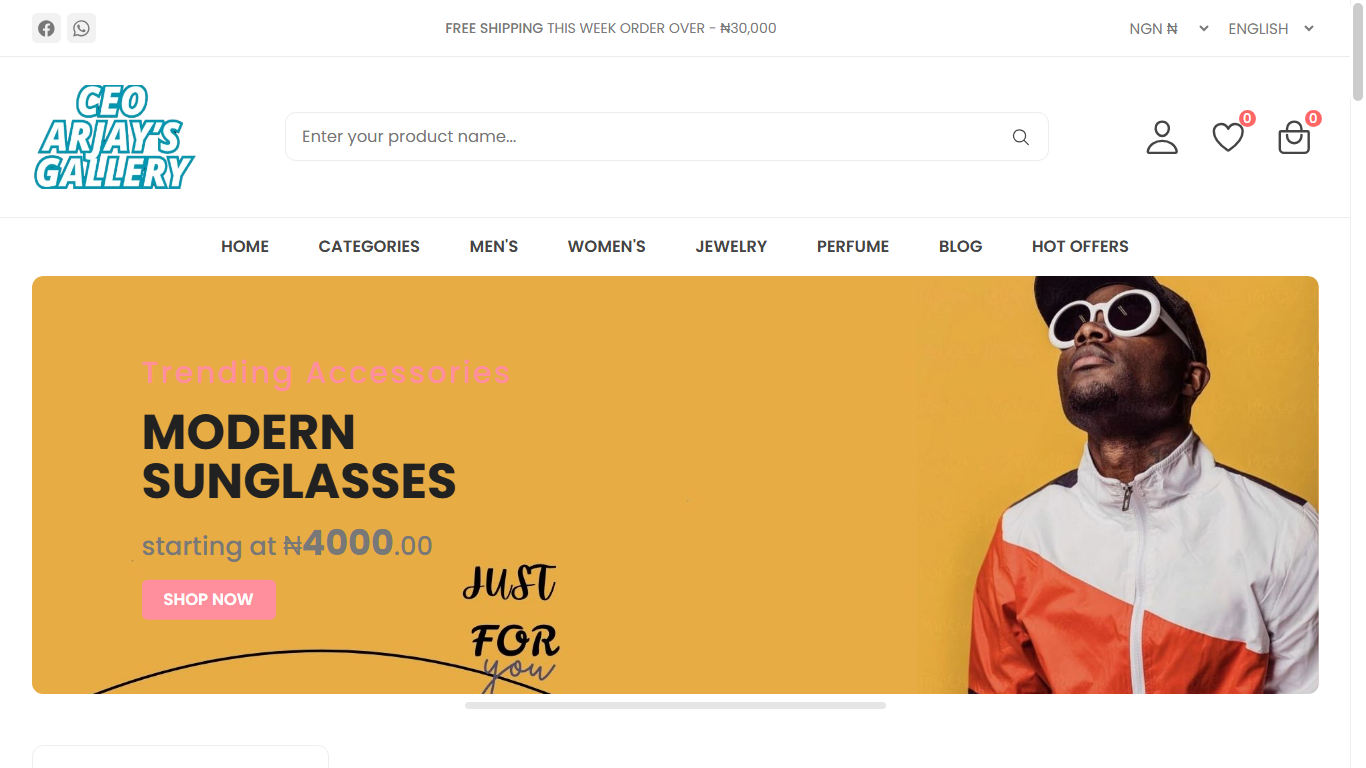 FREE SHIPPING THIS WEEK ORDER OVER - ₦30,000
NGN ₦
ENGLISH
CEO
ARJAY'S
GALLERY
Enter your product name...
0
0
HOME
CATEGORIES
MEN'S
WOMEN'S
JEWELRY
PERFUME
BLOG
HOT OFFERS
Trending Accessories
MODERN
SUNGLASSES
starting at ₦4000.00
SHOP NOW
JUST
FOR
you